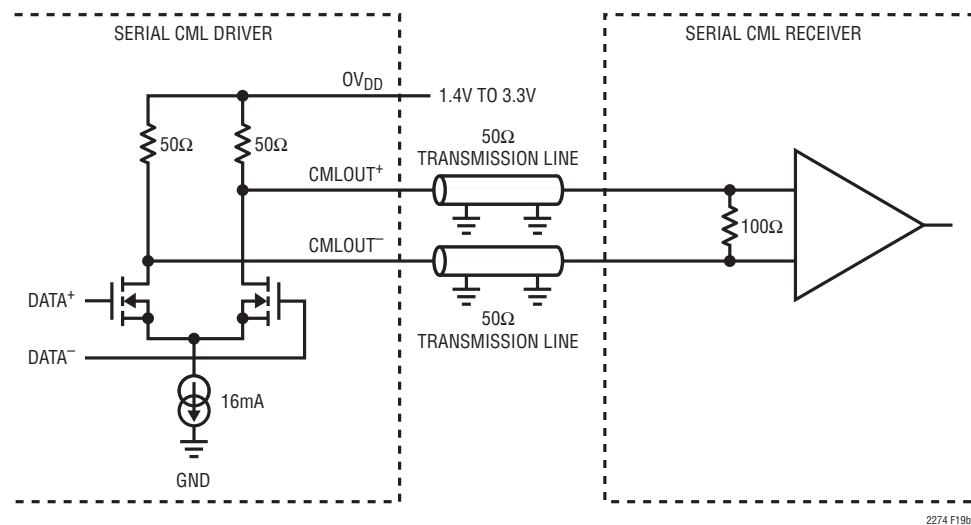 SERIAL CML DRIVER
SERIAL CML RECEIVER
OV_DD
1.4V TO 3.3V
50Ω
50Ω
50Ω
TRANSMISSION LINE
CMLOUT⁺
100Ω
CMLOUT⁻
DATA⁺
50Ω
TRANSMISSION LINE
DATA⁻
16mA
GND
2274 F19b